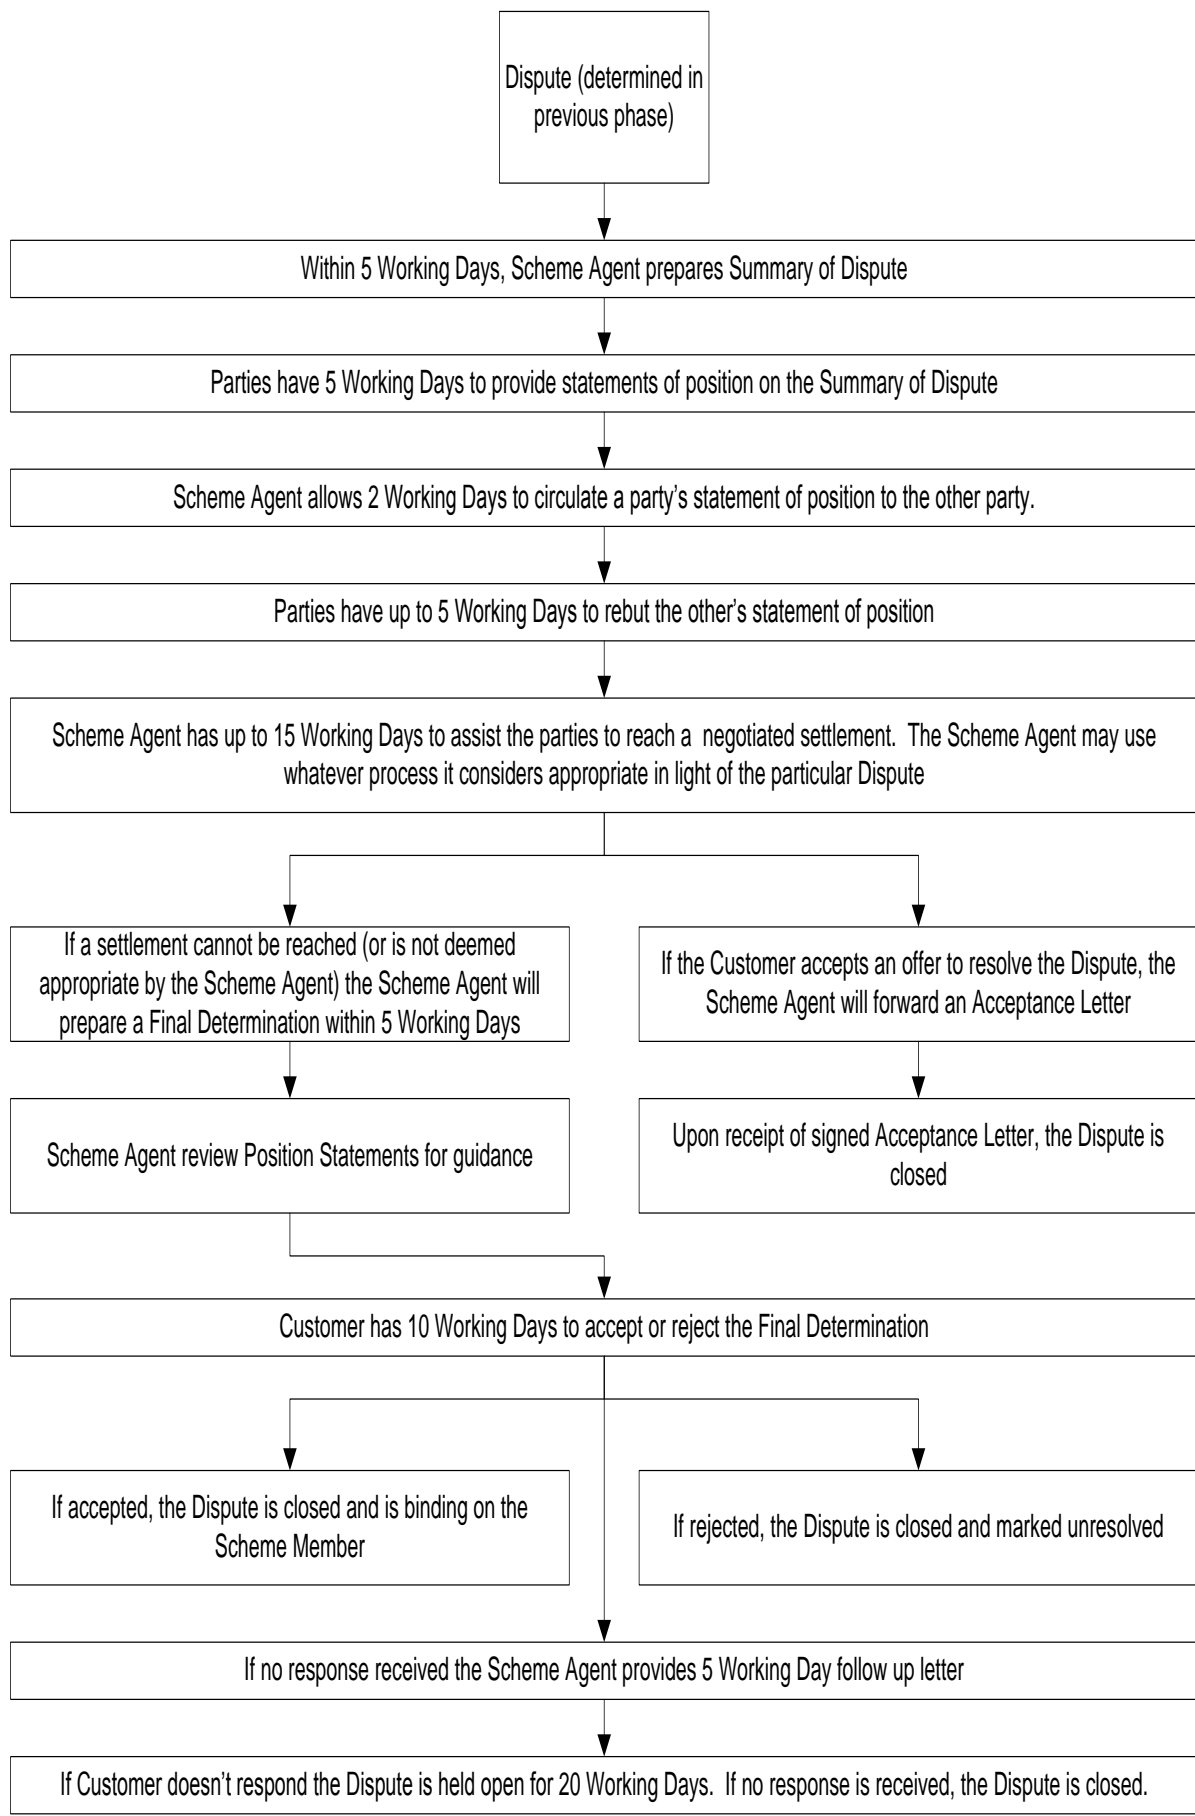 Dispute (determined in
previous phase)
Within 5 Working Days, Scheme Agent prepares Summary of Dispute
Parties have 5 Working Days to provide statements of position on the Summary of Dispute
Scheme Agent allows 2 Working Days to circulate a party’s statement of position to the other party.
Parties have up to 5 Working Days to rebut the other’s statement of position
Scheme Agent has up to 15 Working Days to assist the parties to reach a negotiated settlement. The Scheme Agent may use
whatever process it considers appropriate in light of the particular Dispute
If a settlement cannot be reached (or is not deemed
appropriate by the Scheme Agent) the Scheme Agent will
prepare a Final Determination within 5 Working Days
If the Customer accepts an offer to resolve the Dispute, the
Scheme Agent will forward an Acceptance Letter
Scheme Agent review Position Statements for guidance
Upon receipt of signed Acceptance Letter, the Dispute is
closed
Customer has 10 Working Days to accept or reject the Final Determination
If accepted, the Dispute is closed and is binding on the
Scheme Member
If rejected, the Dispute is closed and marked unresolved
If no response received the Scheme Agent provides 5 Working Day follow up letter
If Customer doesn’t respond the Dispute is held open for 20 Working Days. If no response is received, the Dispute is closed.